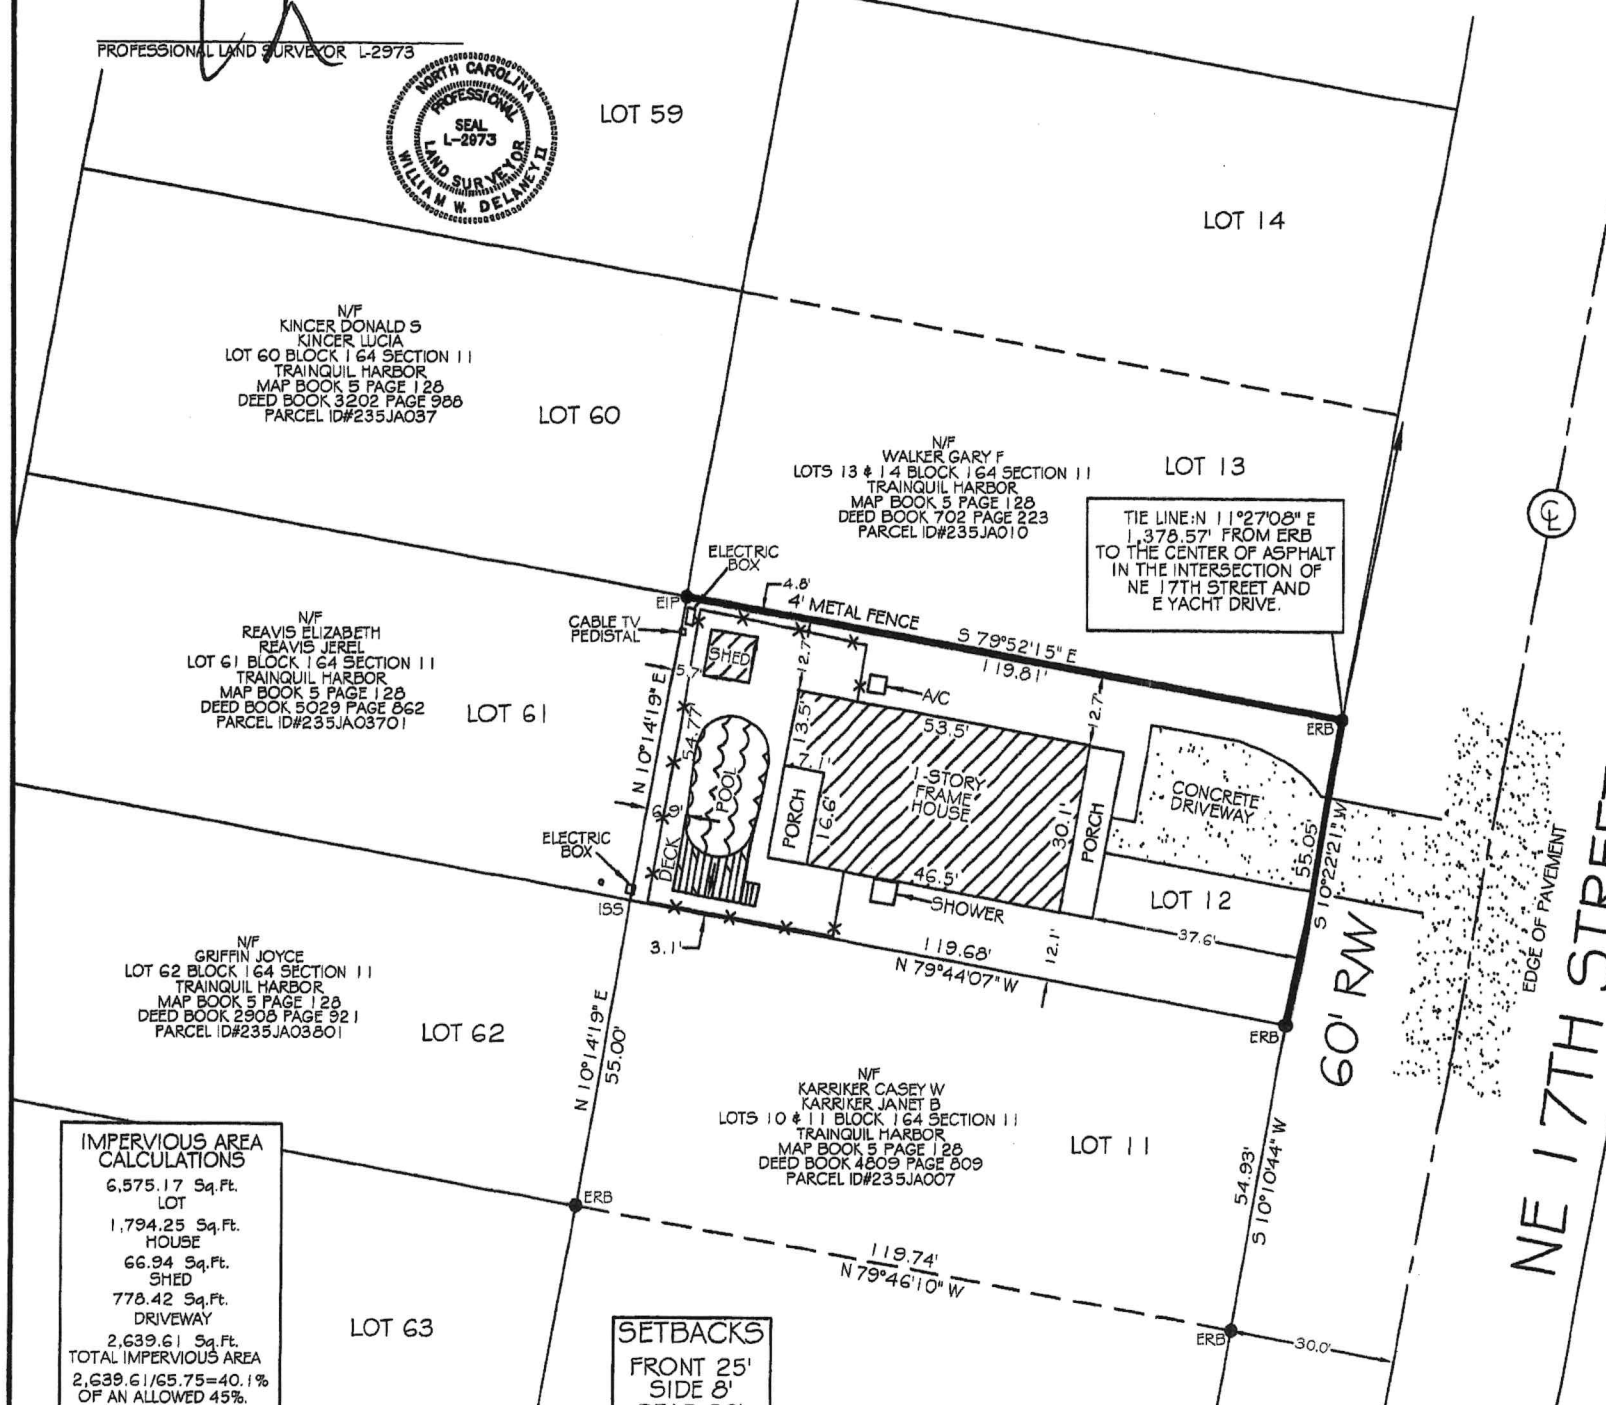 PROFESSIONAL LAND SURVEYOR L-2973
NORTH CAROLINA
PROFESSIONAL
SEAL
L-2973
LAND SURVEYOR
WILLIAM W. DELANEY II
LOT 59
LOT 14
N/F
KINCER DONALD S
KINCER LUCIA
LOT 60 BLOCK 164 SECTION 11
TRAINQUIL HARBOR
MAP BOOK 5 PAGE 128
DEED BOOK 3202 PAGE 988
PARCEL ID#235JA037
LOT 60
N/F
WALKER GARY F
LOTS 13 & 14 BLOCK 164 SECTION 11
TRAINQUIL HARBOR
MAP BOOK 5 PAGE 128
DEED BOOK 702 PAGE 223
PARCEL ID#235JA010
LOT 13
TIE LINE:N 11°27'08" E
1,378.57' FROM ERB
TO THE CENTER OF ASPHALT
IN THE INTERSECTION OF
NE 17TH STREET AND
E YACHT DRIVE.
CL
ELECTRIC
BOX
EIP
4.8'
4' METAL FENCE
S 79°52'15" E
119.81'
CABLE TV
PEDISTAL
N/F
REAVIS ELIZABETH
REAVIS JEREL
LOT 61 BLOCK 164 SECTION 11
TRAINQUIL HARBOR
MAP BOOK 5 PAGE 128
DEED BOOK 5029 PAGE 862
PARCEL ID#235JA03701
LOT 61
SHED
5.7'
12.7'
A/C
12.7'
ERB
N 10°14'19" E
54.77'
13.5'
53.5'
7.1'
1-STORY
FRAME
HOUSE
POOL
PORCH
16.6'
30.1'
PORCH
CONCRETE
DRIVEWAY
55.05'
S 10°22'21" W
ELECTRIC
BOX
DECK
46.5'
SHOWER
LOT 12
ISS
3.1'
37.6'
12.1'
119.68'
N 79°44'07" W
ERB
EDGE OF PAVEMENT
60' R/W
NE 17TH STREET
N/F
GRIFFIN JOYCE
LOT 62 BLOCK 164 SECTION 11
TRAINQUIL HARBOR
MAP BOOK 5 PAGE 128
DEED BOOK 2908 PAGE 921
PARCEL ID#235JA03801
LOT 62
N 10°14'19" E
55.00'
N/F
KARRIKER CASEY W
KARRIKER JANET B
LOTS 10 & 11 BLOCK 164 SECTION 11
TRAINQUIL HARBOR
MAP BOOK 5 PAGE 128
DEED BOOK 4809 PAGE 809
PARCEL ID#235JA007
LOT 11
54.93'
S 10°10'44" W
ERB
119.74'
N 79°46'10" W
ERB
30.0'
IMPERVIOUS AREA
CALCULATIONS
6,575.17 Sq.Ft.
LOT
1,794.25 Sq.Ft.
HOUSE
66.94 Sq.Ft.
SHED
778.42 Sq.Ft.
DRIVEWAY
2,639.61 Sq.Ft.
TOTAL IMPERVIOUS AREA
2,639.61/65.75=40.1%
OF AN ALLOWED 45%.
LOT 63
SETBACKS
FRONT 25'
SIDE 8'